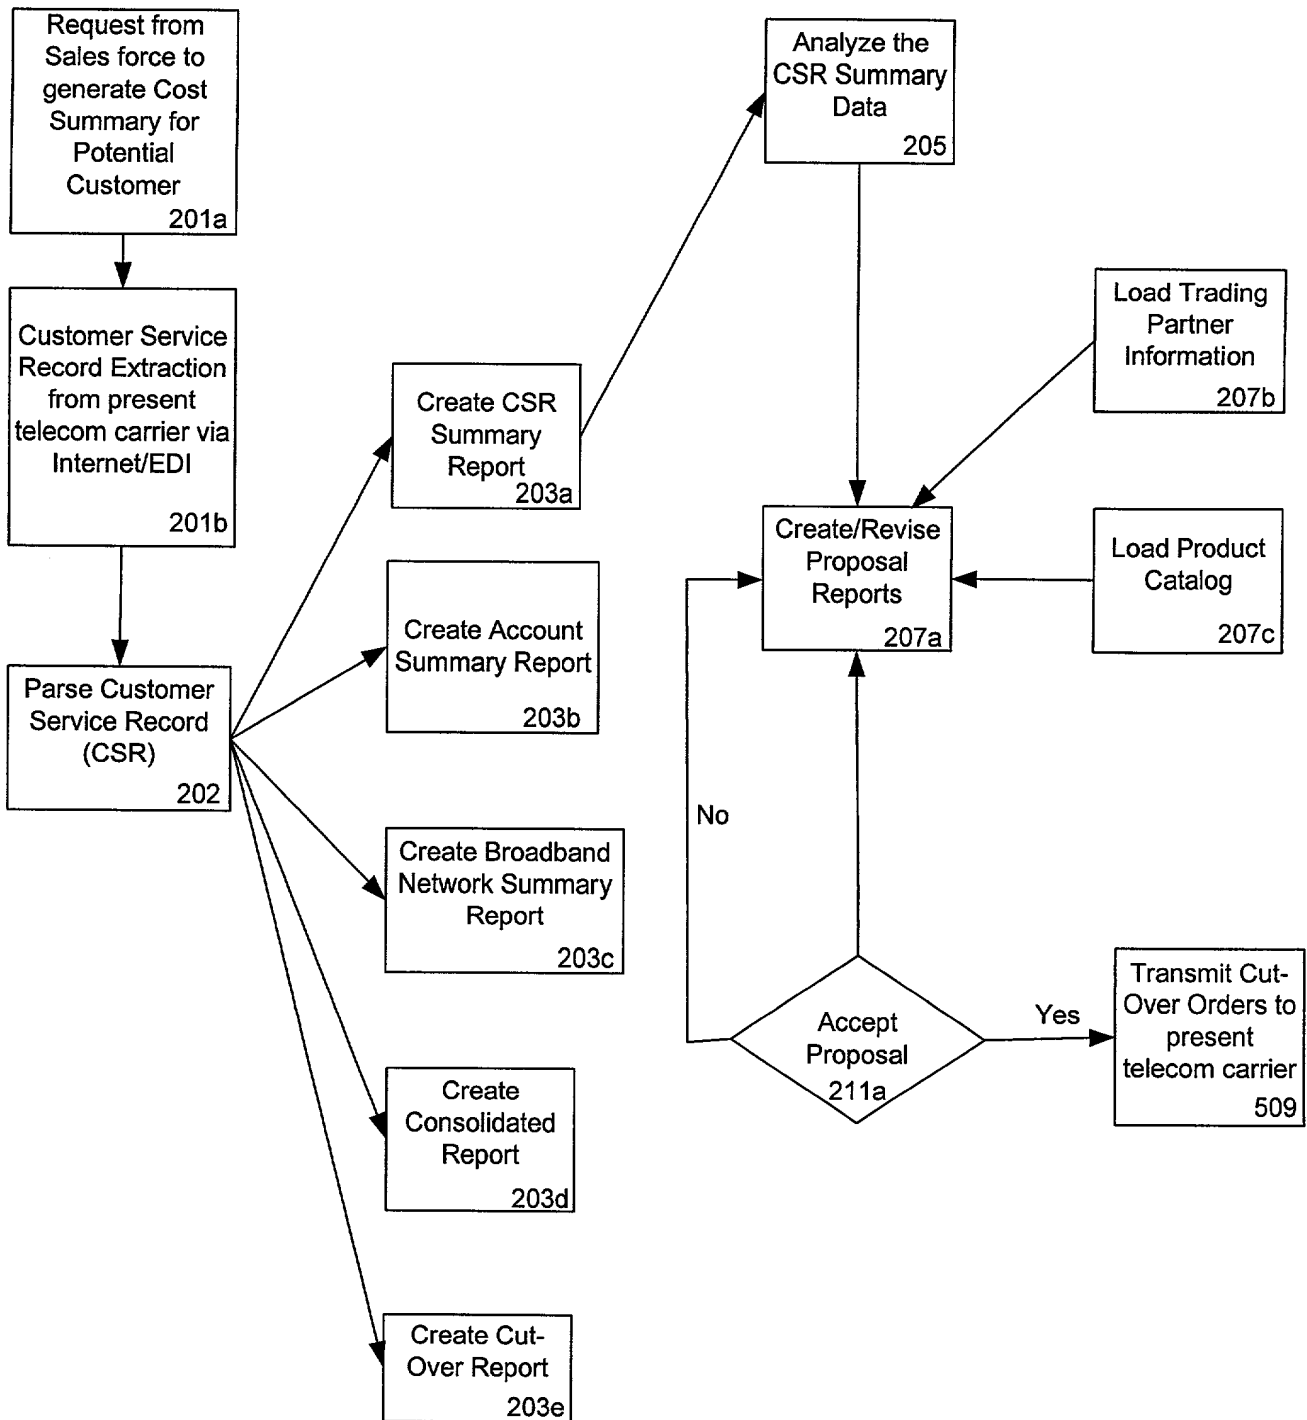 Request from
Sales force to
generate Cost
Summary for
Potential
Customer
201a
Customer Service
Record Extraction
from present
telecom carrier via
Internet/EDI
201b
Parse Customer
Service Record
(CSR)
202
Create CSR
Summary
Report
203a
Create Account
Summary Report
203b
Create Broadband
Network Summary
Report
203c
Create
Consolidated
Report
203d
Create Cut-
Over Report
203e
Analyze the
CSR Summary
Data
205
Load Trading
Partner
Information
207b
Create/Revise
Proposal
Reports
207a
Load Product
Catalog
207c
No
Accept
Proposal
211a
Yes
Transmit Cut-
Over Orders to
present
telecom carrier
509